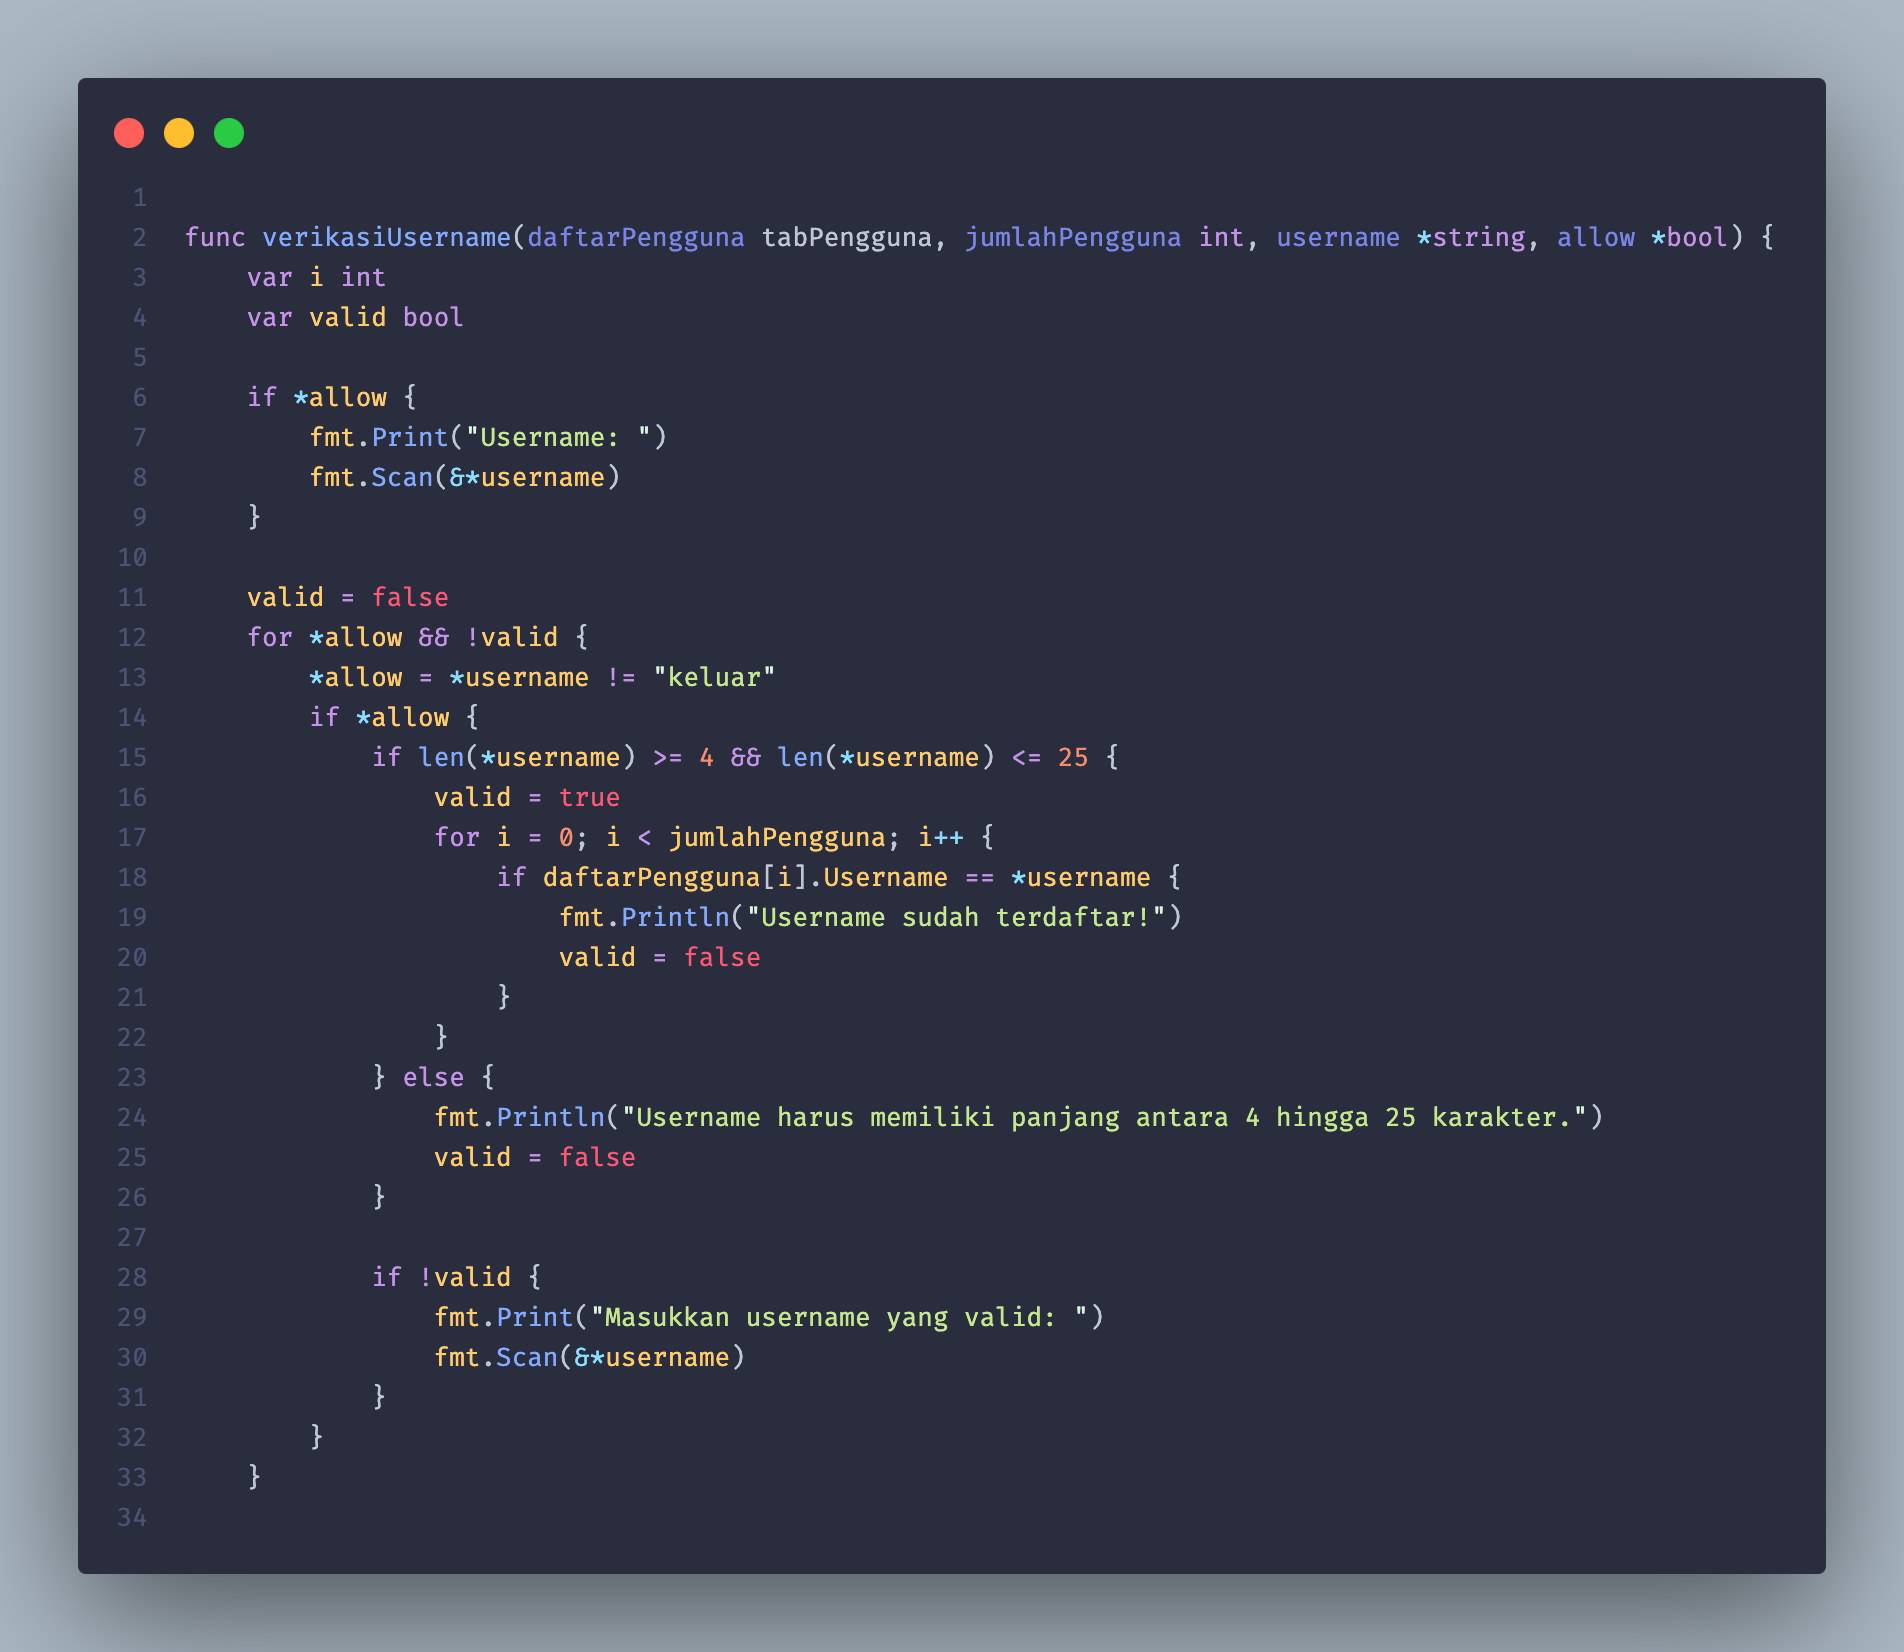 1
2 func verikasiUsername(daftarPengguna tabPengguna, jumlahPengguna int, username *string, allow *bool) {
3     var i int
4     var valid bool
5
6     if *allow {
7         fmt.Print("Username: ")
8         fmt.Scan(&*username)
9     }
10
11     valid = false
12     for *allow && !valid {
13         *allow = *username != "keluar"
14         if *allow {
15             if len(*username) >= 4 && len(*username) <= 25 {
16                 valid = true
17                 for i = 0; i < jumlahPengguna; i++ {
18                     if daftarPengguna[i].Username == *username {
19                         fmt.Println("Username sudah terdaftar!")
20                         valid = false
21                     }
22                 }
23             } else {
24                 fmt.Println("Username harus memiliki panjang antara 4 hingga 25 karakter.")
25                 valid = false
26             }
27
28             if !valid {
29                 fmt.Print("Masukkan username yang valid: ")
30                 fmt.Scan(&*username)
31             }
32         }
33     }
34